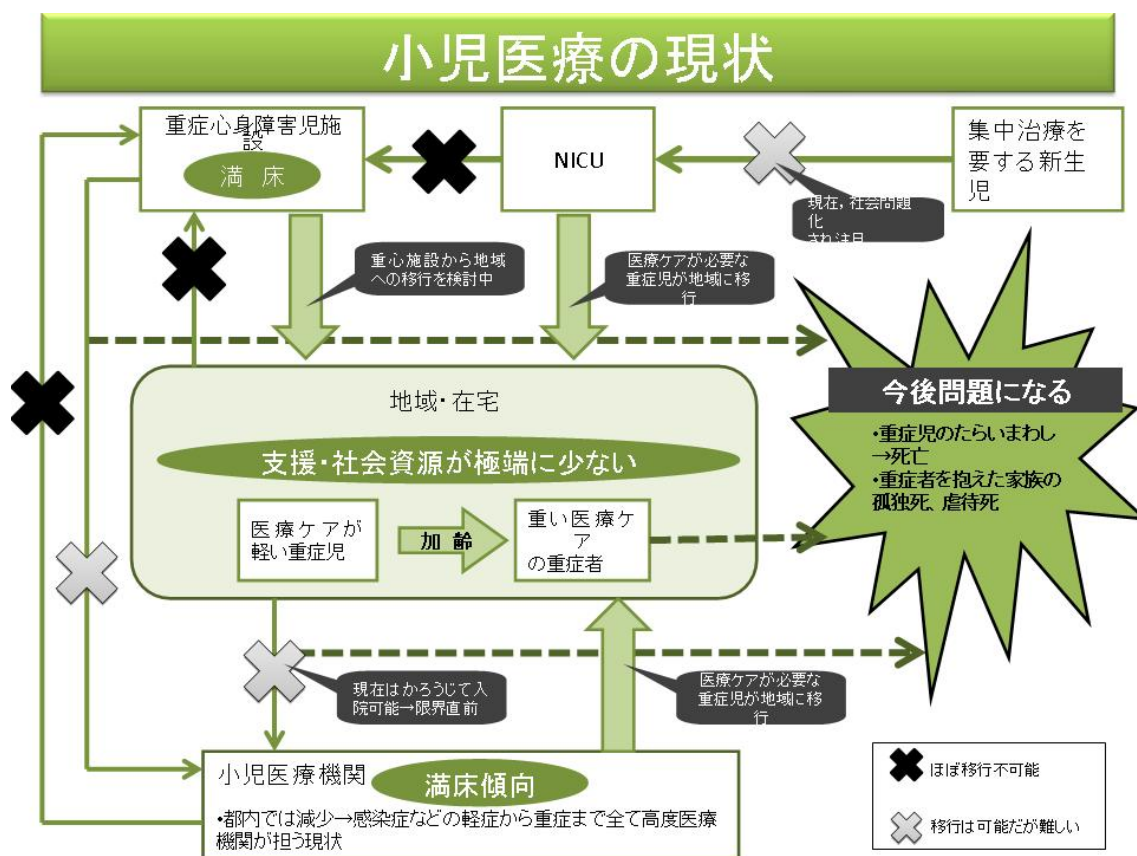 小児医療の現状
重症心身障害児施
設
満 床
NICU
集中治療を
要する新生
児
現在，社会問題
化
され注目
重心施設から地域
への移行を検討中
医療ケアが必要な
重症児が地域に移
行
地域・在宅
支援・社会資源が極端に少ない
医療ケアが
軽い重症児
加 齢
重い医療ケ
ア
の重症者
今後問題になる
・重症児のたらいまわし
→死亡
・重症者を抱えた家族の
孤独死、虐待死
現在はかろうじて入
院可能→限界直前
医療ケアが必要な
重症児が地域に移
行
小児医療機関
満床傾向
・都内では減少→感染症などの軽症から重症まで全て高度医療
機関が担う現状
ほぼ移行不可能
移行は可能だが難しい